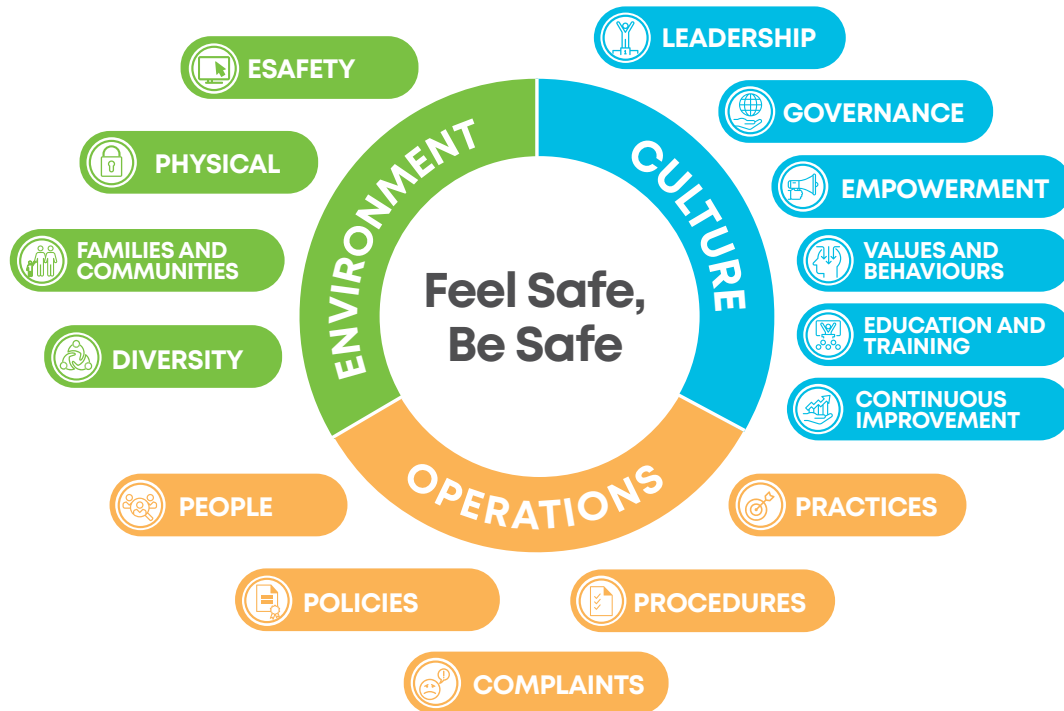 LEADERSHIP
ESAFETY
GOVERNANCE
PHYSICAL
EMPOWERMENT
FAMILIES AND
COMMUNITIES
VALUES AND
BEHAVIOURS
DIVERSITY
EDUCATION AND
TRAINING
CONTINUOUS
IMPROVEMENT
ENVIRONMENT
CULTURE
Feel Safe,
Be Safe
OPERATIONS
PEOPLE
PRACTICES
POLICIES
PROCEDURES
COMPLAINTS